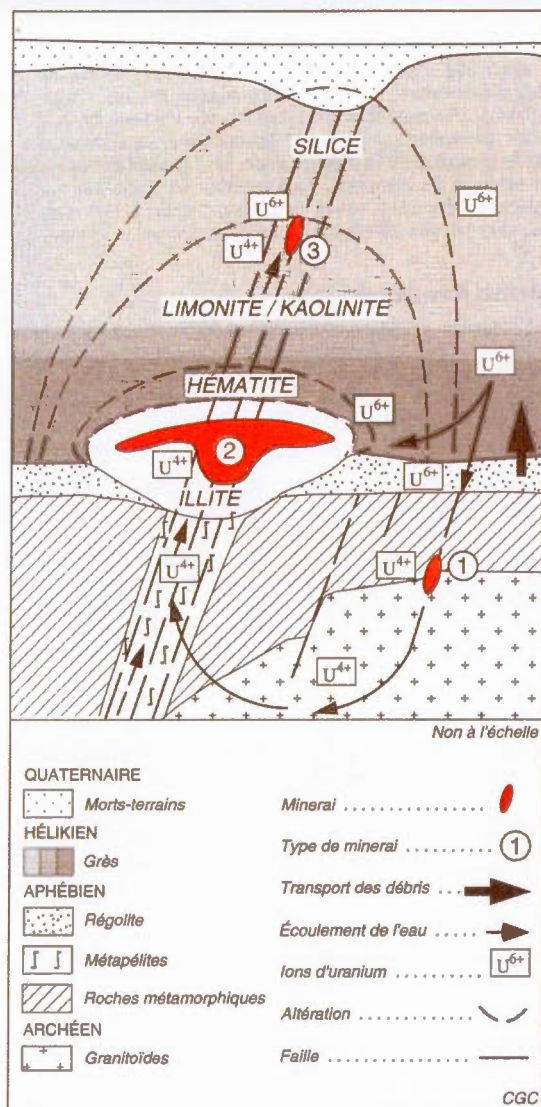 SILICE
U6+
U6+
U4+
3
LIMONITE / KAOLINITE
U6+
HÉMATITE
U6+
2
U4+
U6+
ILLITE
U4+
U4+
1
U4+
Non à l'échelle
QUATERNAIRE
Morts-terrains
HÉLIKIEN
Grès
APHÉBIEN
Régolite
Métapélites
Roches métamorphiques
ARCHÉEN
Granitoïdes
Minerai ..................
Type de minerai .......... 1
Transport des débris ...
Écoulement de l'eau .....
Ions d'uranium .......... U6+
Altération ..............
Faille ...................
CGC